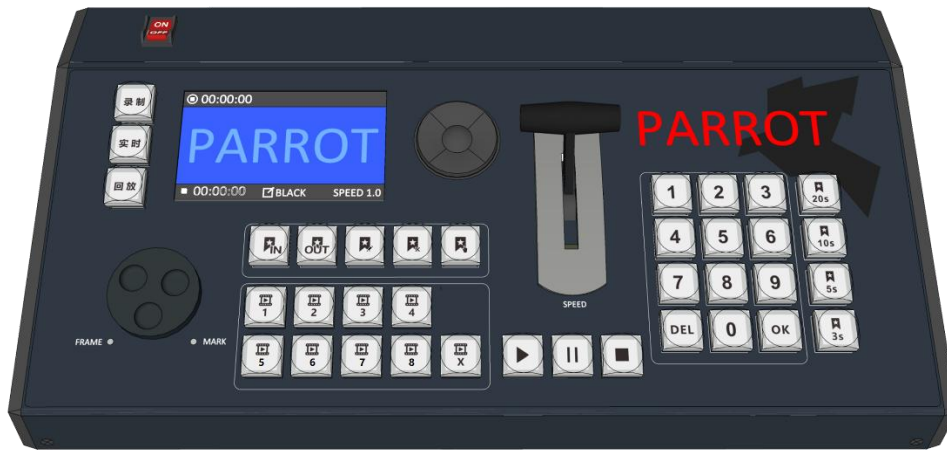 ON
OFF
录制
实时
回放
00:00:00
PARROT
00:00:00 BLACK SPEED 1.0
PARROT
IN OUT
1 2 3 4
5 6 7 8 X
FRAME MARK
SPEED
1 2 3 20s
4 5 6 10s
7 8 9 5s
DEL 0 OK 3s